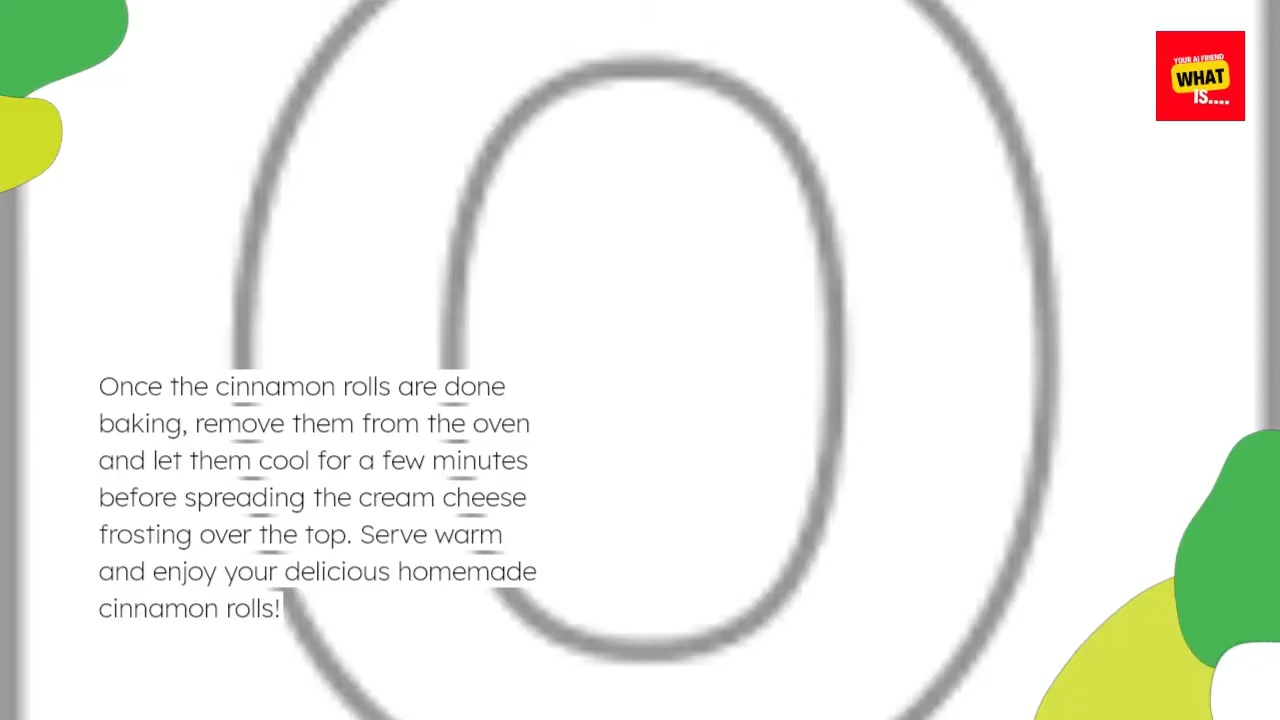 YOUR AI FRIEND
WHAT
IS....
Once the cinnamon rolls are done
baking, remove them from the oven
and let them cool for a few minutes
before spreading the cream cheese
frosting over the top. Serve warm
and enjoy your delicious homemade
cinnamon rolls!